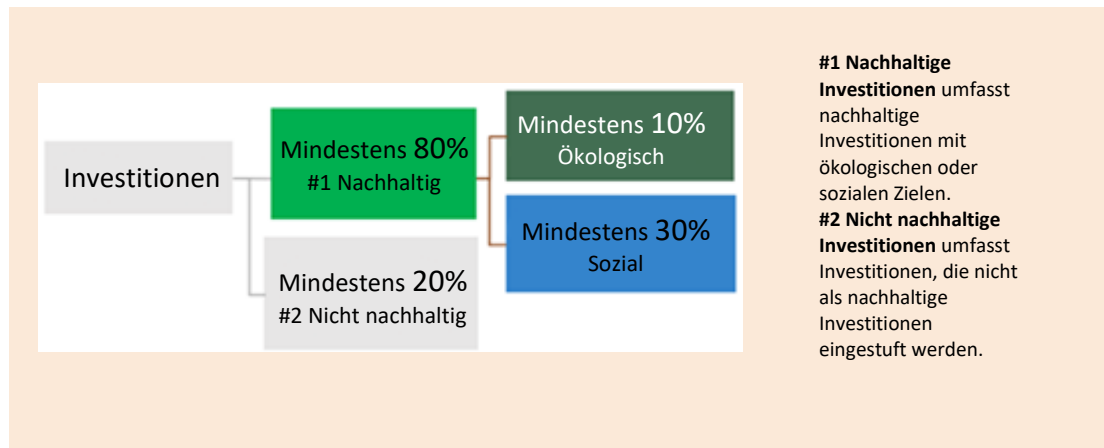 Investitionen
Mindestens 80%
#1 Nachhaltig
Mindestens 20%
#2 Nicht nachhaltig
Mindestens 10%
Ökologisch
Mindestens 30%
Sozial
#1 Nachhaltige
Investitionen umfasst
nachhaltige
Investitionen mit
ökologischen oder
sozialen Zielen.
#2 Nicht nachhaltige
Investitionen umfasst
Investitionen, die nicht
als nachhaltige
Investitionen
eingestuft werden.